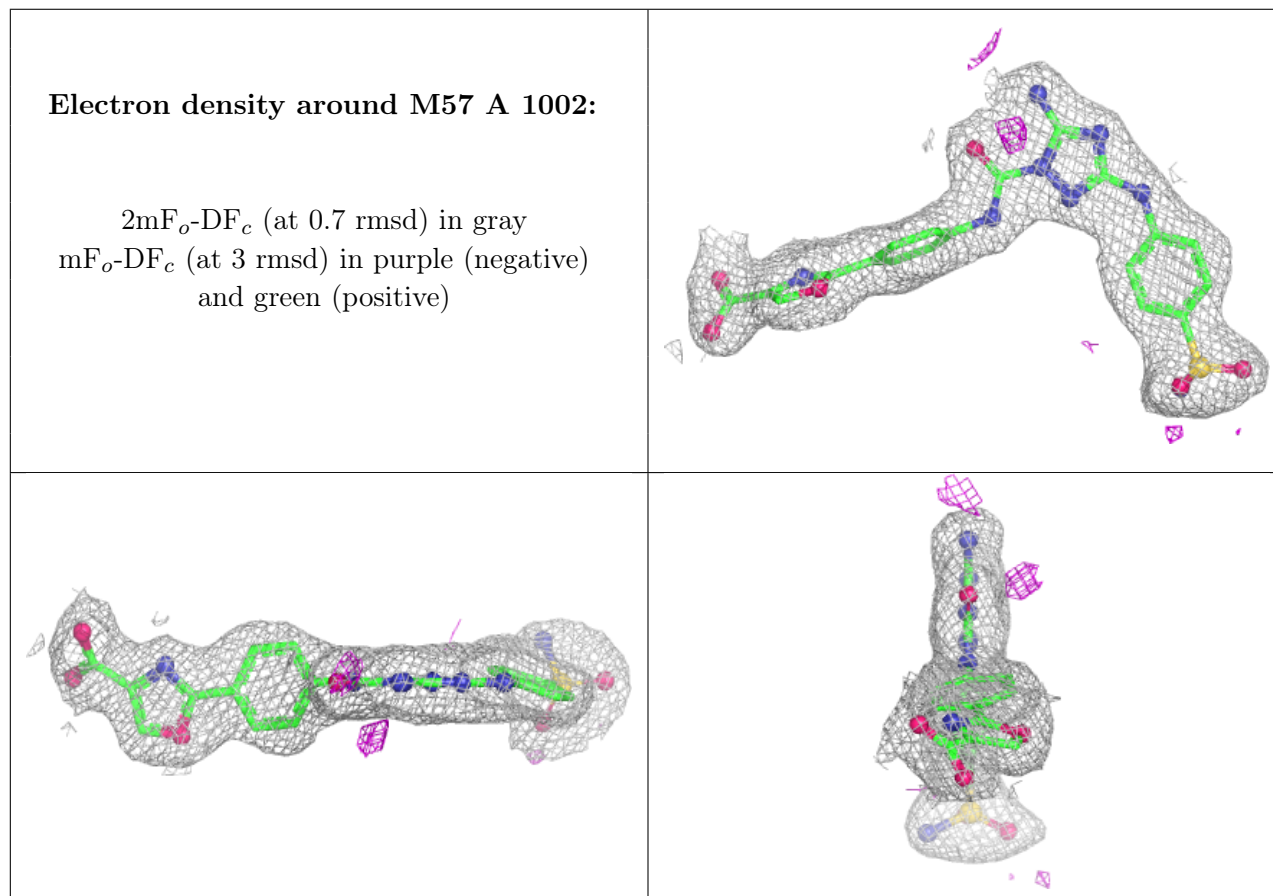 Electron density around M57 A 1002:
2mFo-DFc (at 0.7 rmsd) in gray
mFo-DFc (at 3 rmsd) in purple (negative)
and green (positive)